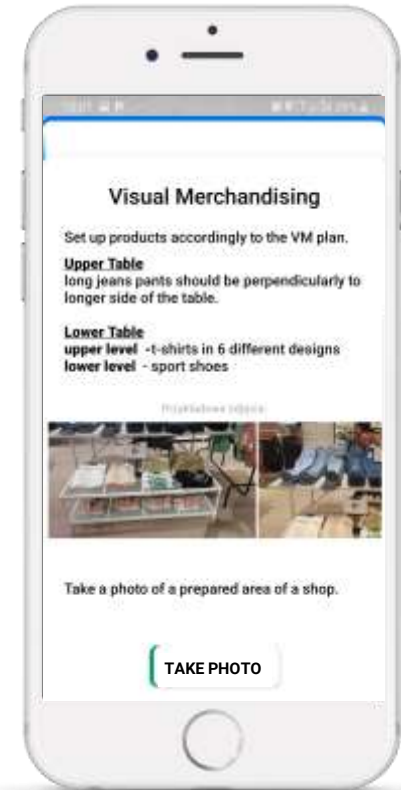 Visual Merchandising
Set up products accordingly to the VM plan.
Upper Table
long jeans pants should be perpendicularly to
longer side of the table.
Lower Table
upper level -t-shirts in 6 different designs
lower level - sport shoes
Przykładowe zdjęcia:
Take a photo of a prepared area of a shop.
TAKE PHOTO